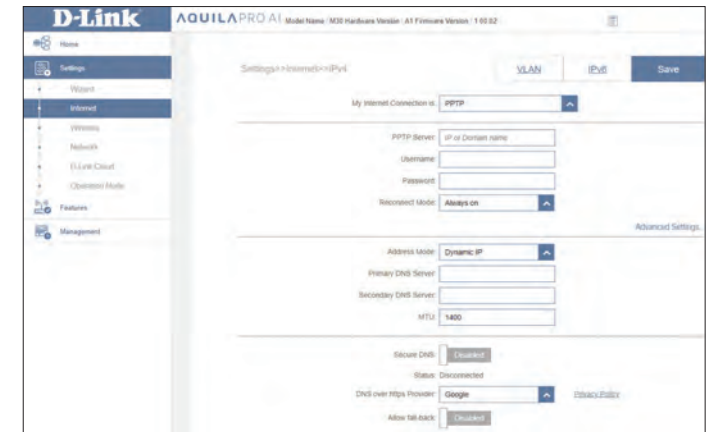 D-Link
AQUILA PRO AI Model Name : M30 Hardware Version : A1 Firmware Version : 1.00.02
Home
Settings
Wizard
Internet
Wireless
Network
D-Link Cloud
Operation Mode
Features
Management
Settings>>Internet>>IPv4
VLAN
IPv6
Save
My Internet Connection is: PPTP
PPTP Server: IP or Domain name
Username:
Password:
Reconnect Mode: Always on
Advanced Settings...
Address Mode: Dynamic IP
Primary DNS Server:
Secondary DNS Server:
MTU: 1400
Secure DNS: Disabled
Status: Disconnected
DNS over https Provider: Google
Privacy Policy
Allow fall-back: Disabled